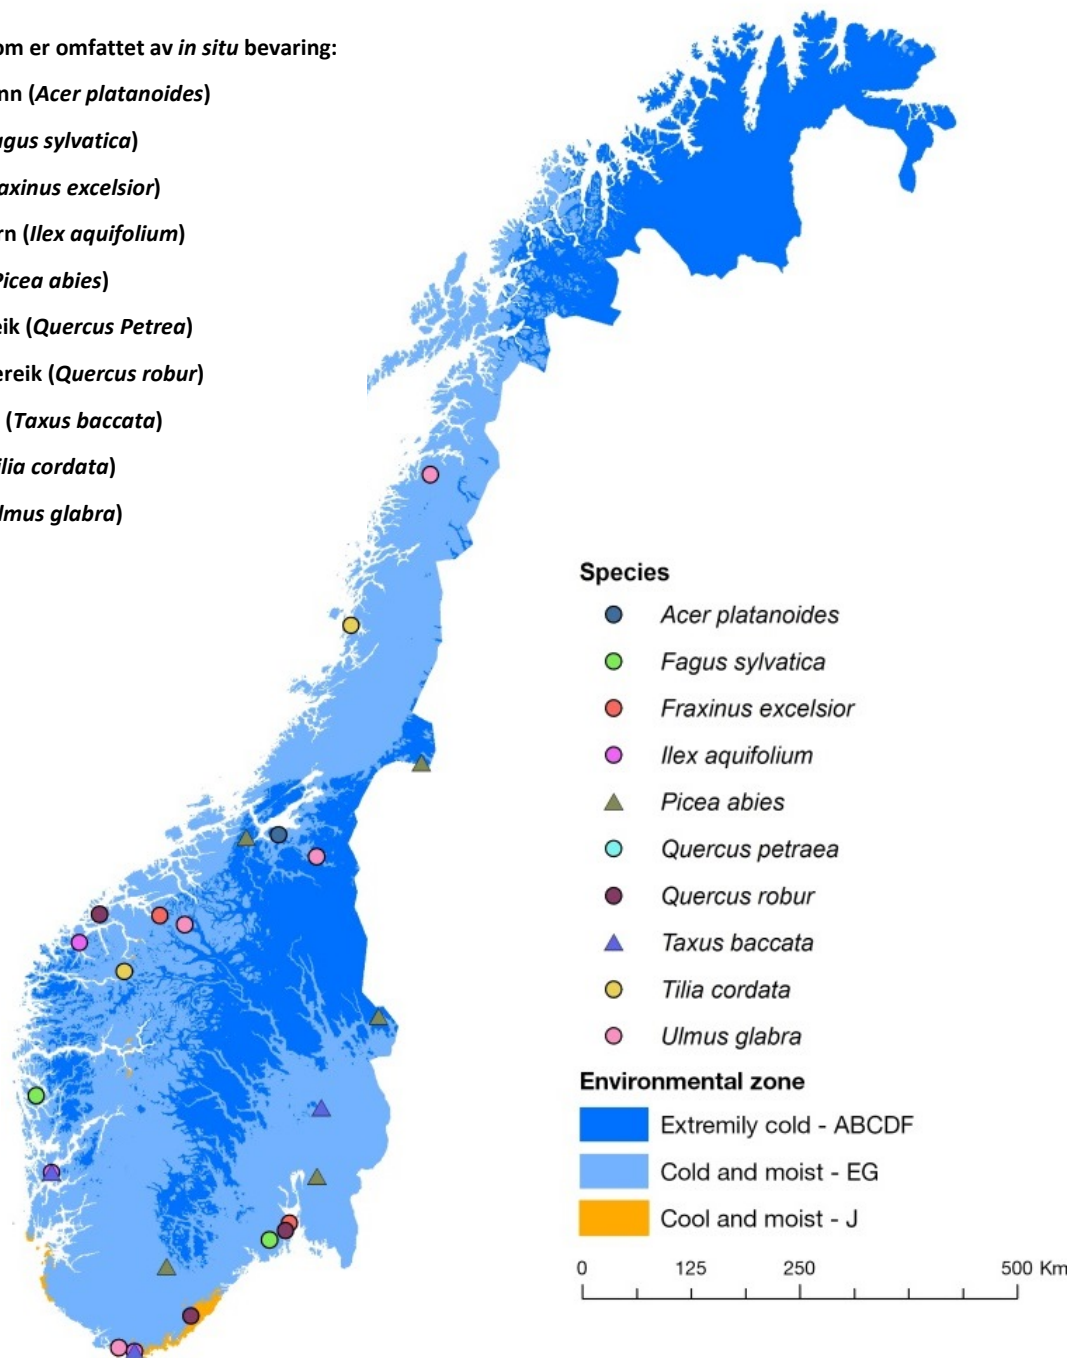 om er omfattet av in situ bevaring:
nn (Acer platanoides)
agus sylvatica)
axinus excelsior)
rn (Ilex aquifolium)
Picea abies)
eik (Quercus Petrea)
ereik (Quercus robur)
(Taxus baccata)
ilia cordata)
lmus glabra)
Species
Acer platanoides
Fagus sylvatica
Fraxinus excelsior
Ilex aquifolium
Picea abies
Quercus petraea
Quercus robur
Taxus baccata
Tilia cordata
Ulmus glabra
Environmental zone
Extremily cold - ABCDF
Cold and moist - EG
Cool and moist - J
0 125 250 500 Km